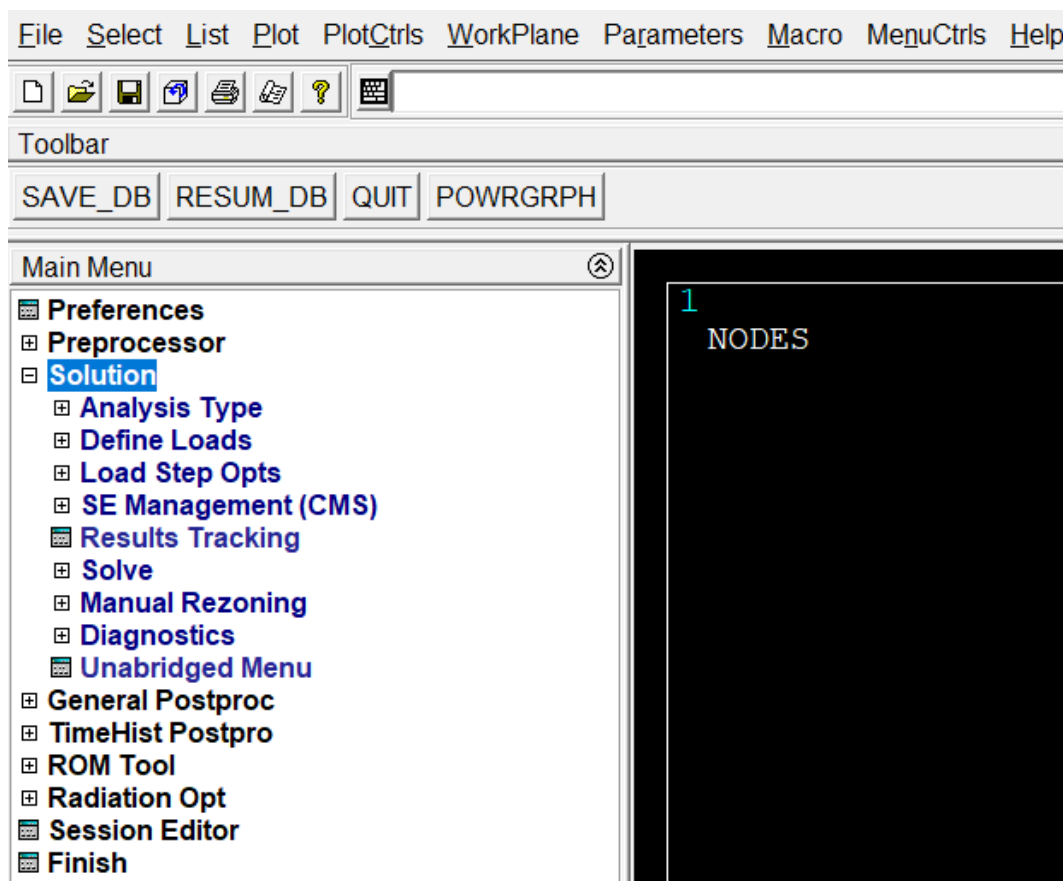 File Select List Plot PlotCtrls WorkPlane Parameters Macro MenuCtrls Help
Toolbar
SAVE_DB RESUM_DB QUIT POWRGRPH
Main Menu
Preferences
Preprocessor
Solution
Analysis Type
Define Loads
Load Step Opts
SE Management (CMS)
Results Tracking
Solve
Manual Rezoning
Diagnostics
Unabridged Menu
General Postproc
TimeHist Postpro
ROM Tool
Radiation Opt
Session Editor
Finish
1
NODES